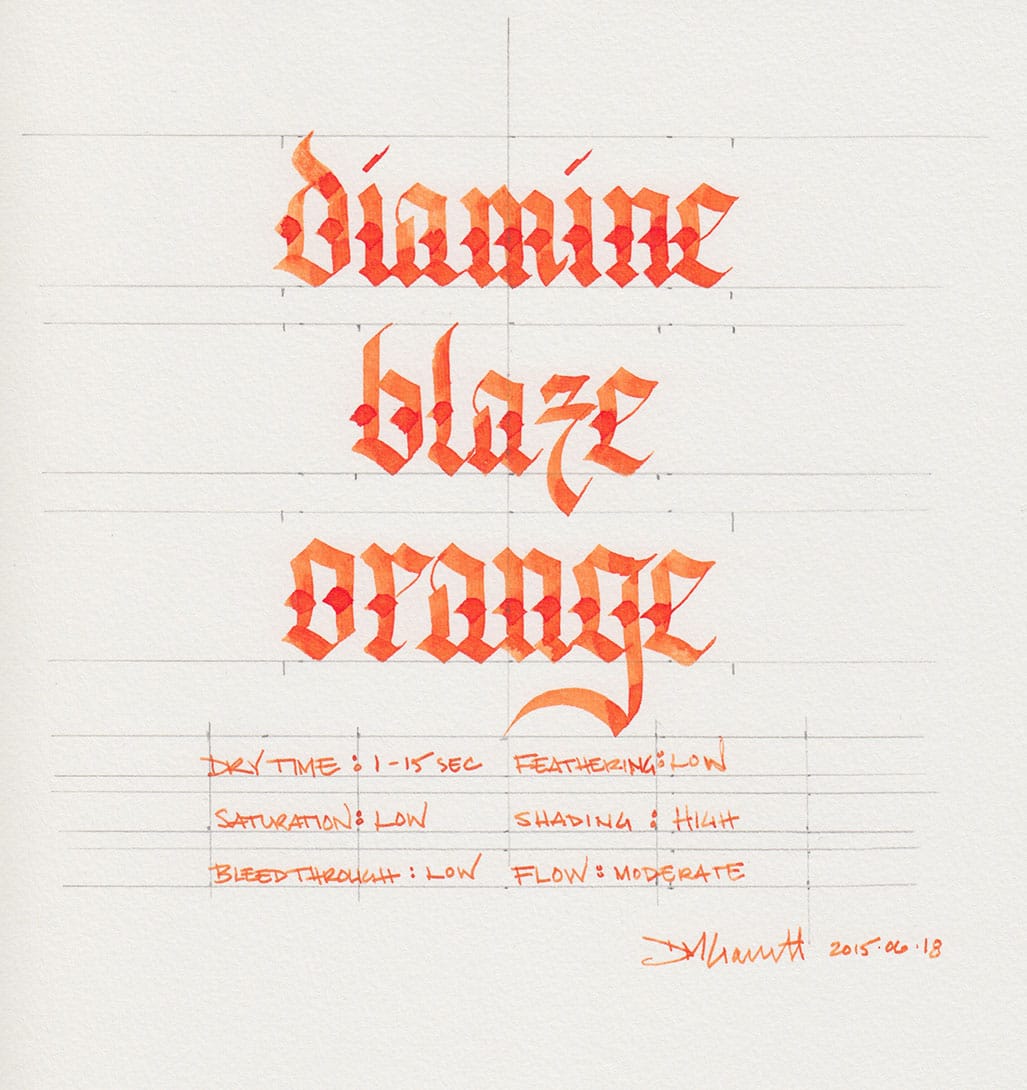 diamine
blaze
orange
DRY TIME : 1-15 SEC FEATHERING : LOW
SATURATION : LOW SHADING : HIGH
BLEEDTHROUGH : LOW FLOW : MODERATE
2015.06.18